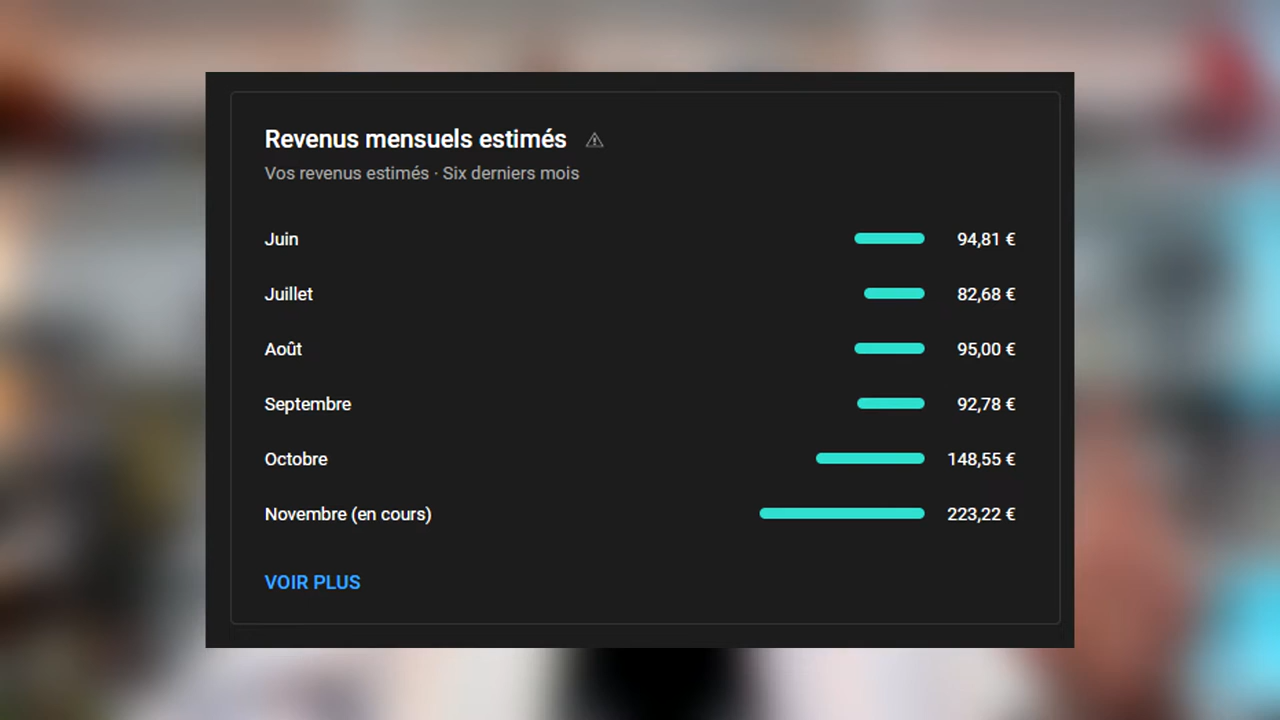 Revenus mensuels estimés
Vos revenus estimés · Six derniers mois
Juin 94,81 €
Juillet 82,68 €
Août 95,00 €
Septembre 92,78 €
Octobre 148,55 €
Novembre (en cours) 223,22 €
VOIR PLUS